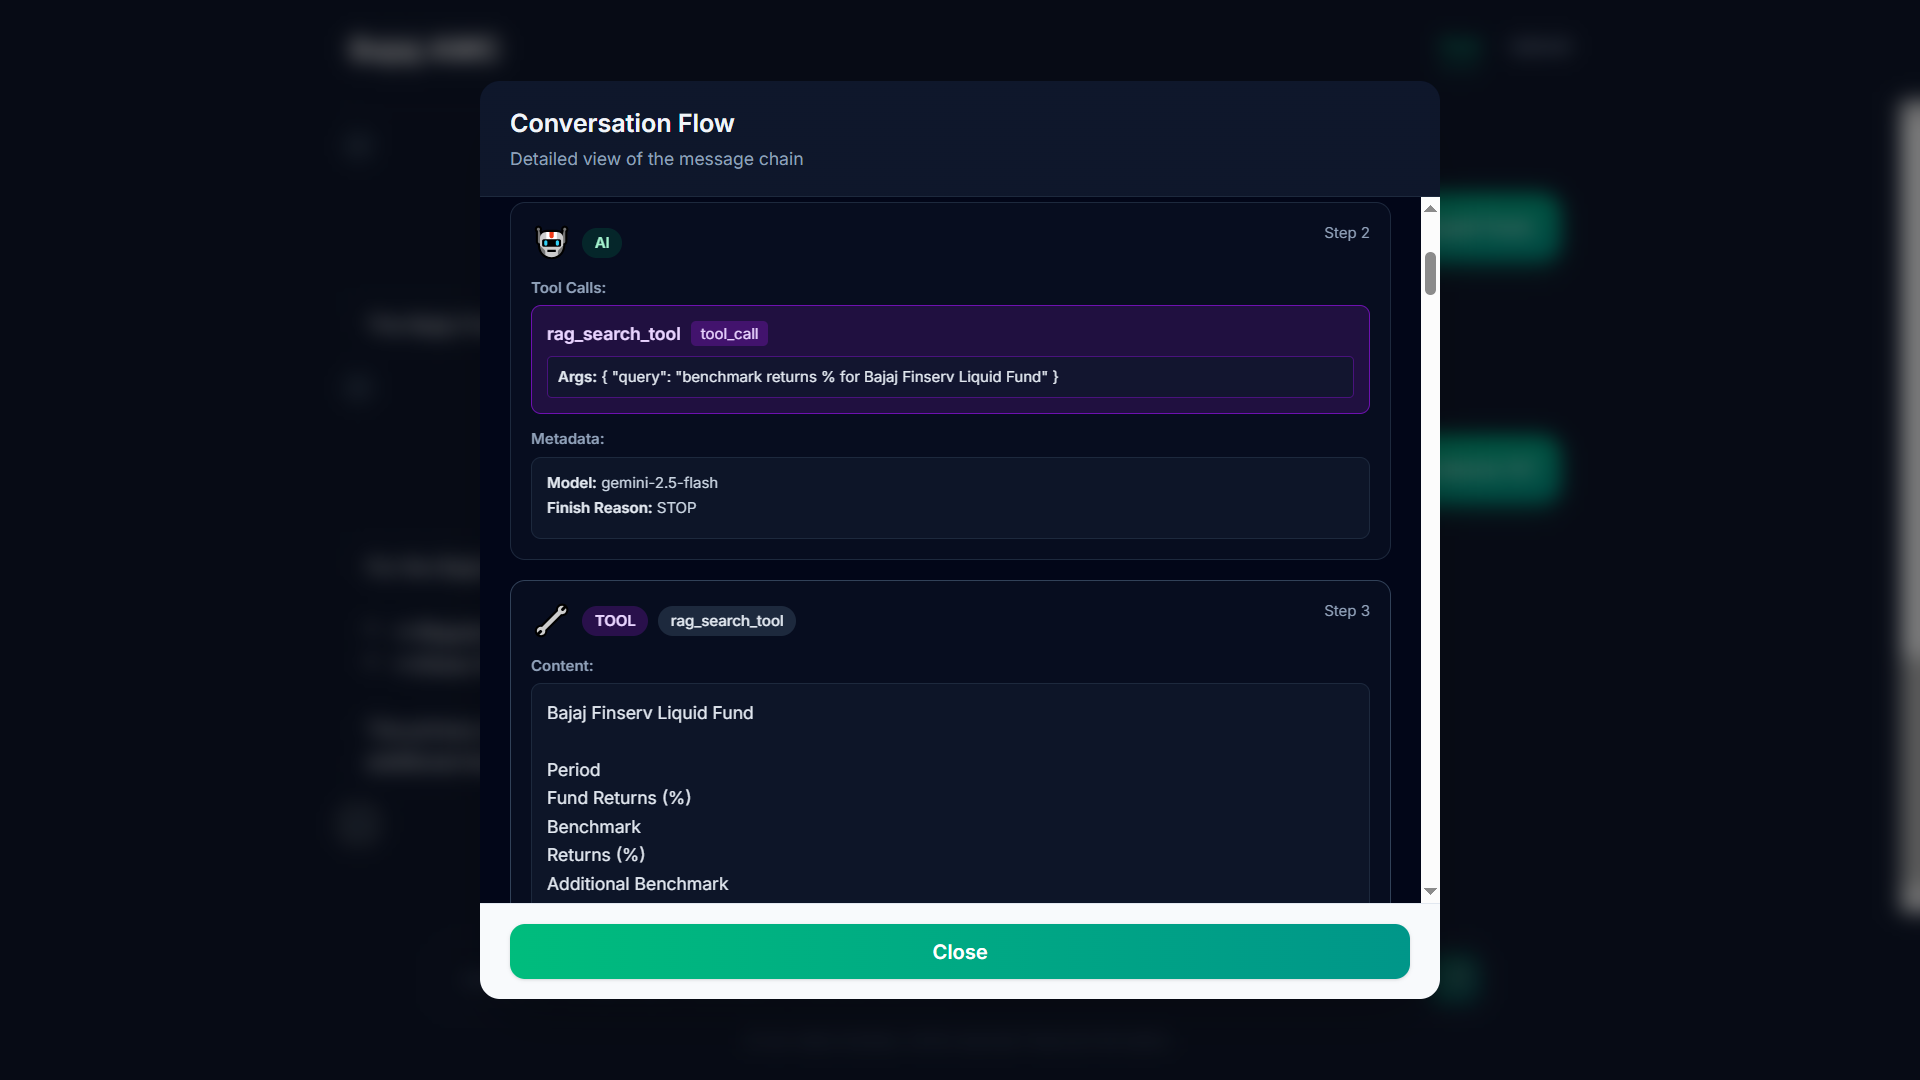 Conversation Flow
Detailed view of the message chain
AI
Step 2
Tool Calls:
rag_search_tool tool_call
Args: { "query": "benchmark returns % for Bajaj Finserv Liquid Fund" }
Metadata:
Model: gemini-2.5-flash
Finish Reason: STOP
TOOL rag_search_tool
Step 3
Content:
Bajaj Finserv Liquid Fund
Period
Fund Returns (%)
Benchmark
Returns (%)
Additional Benchmark
Close